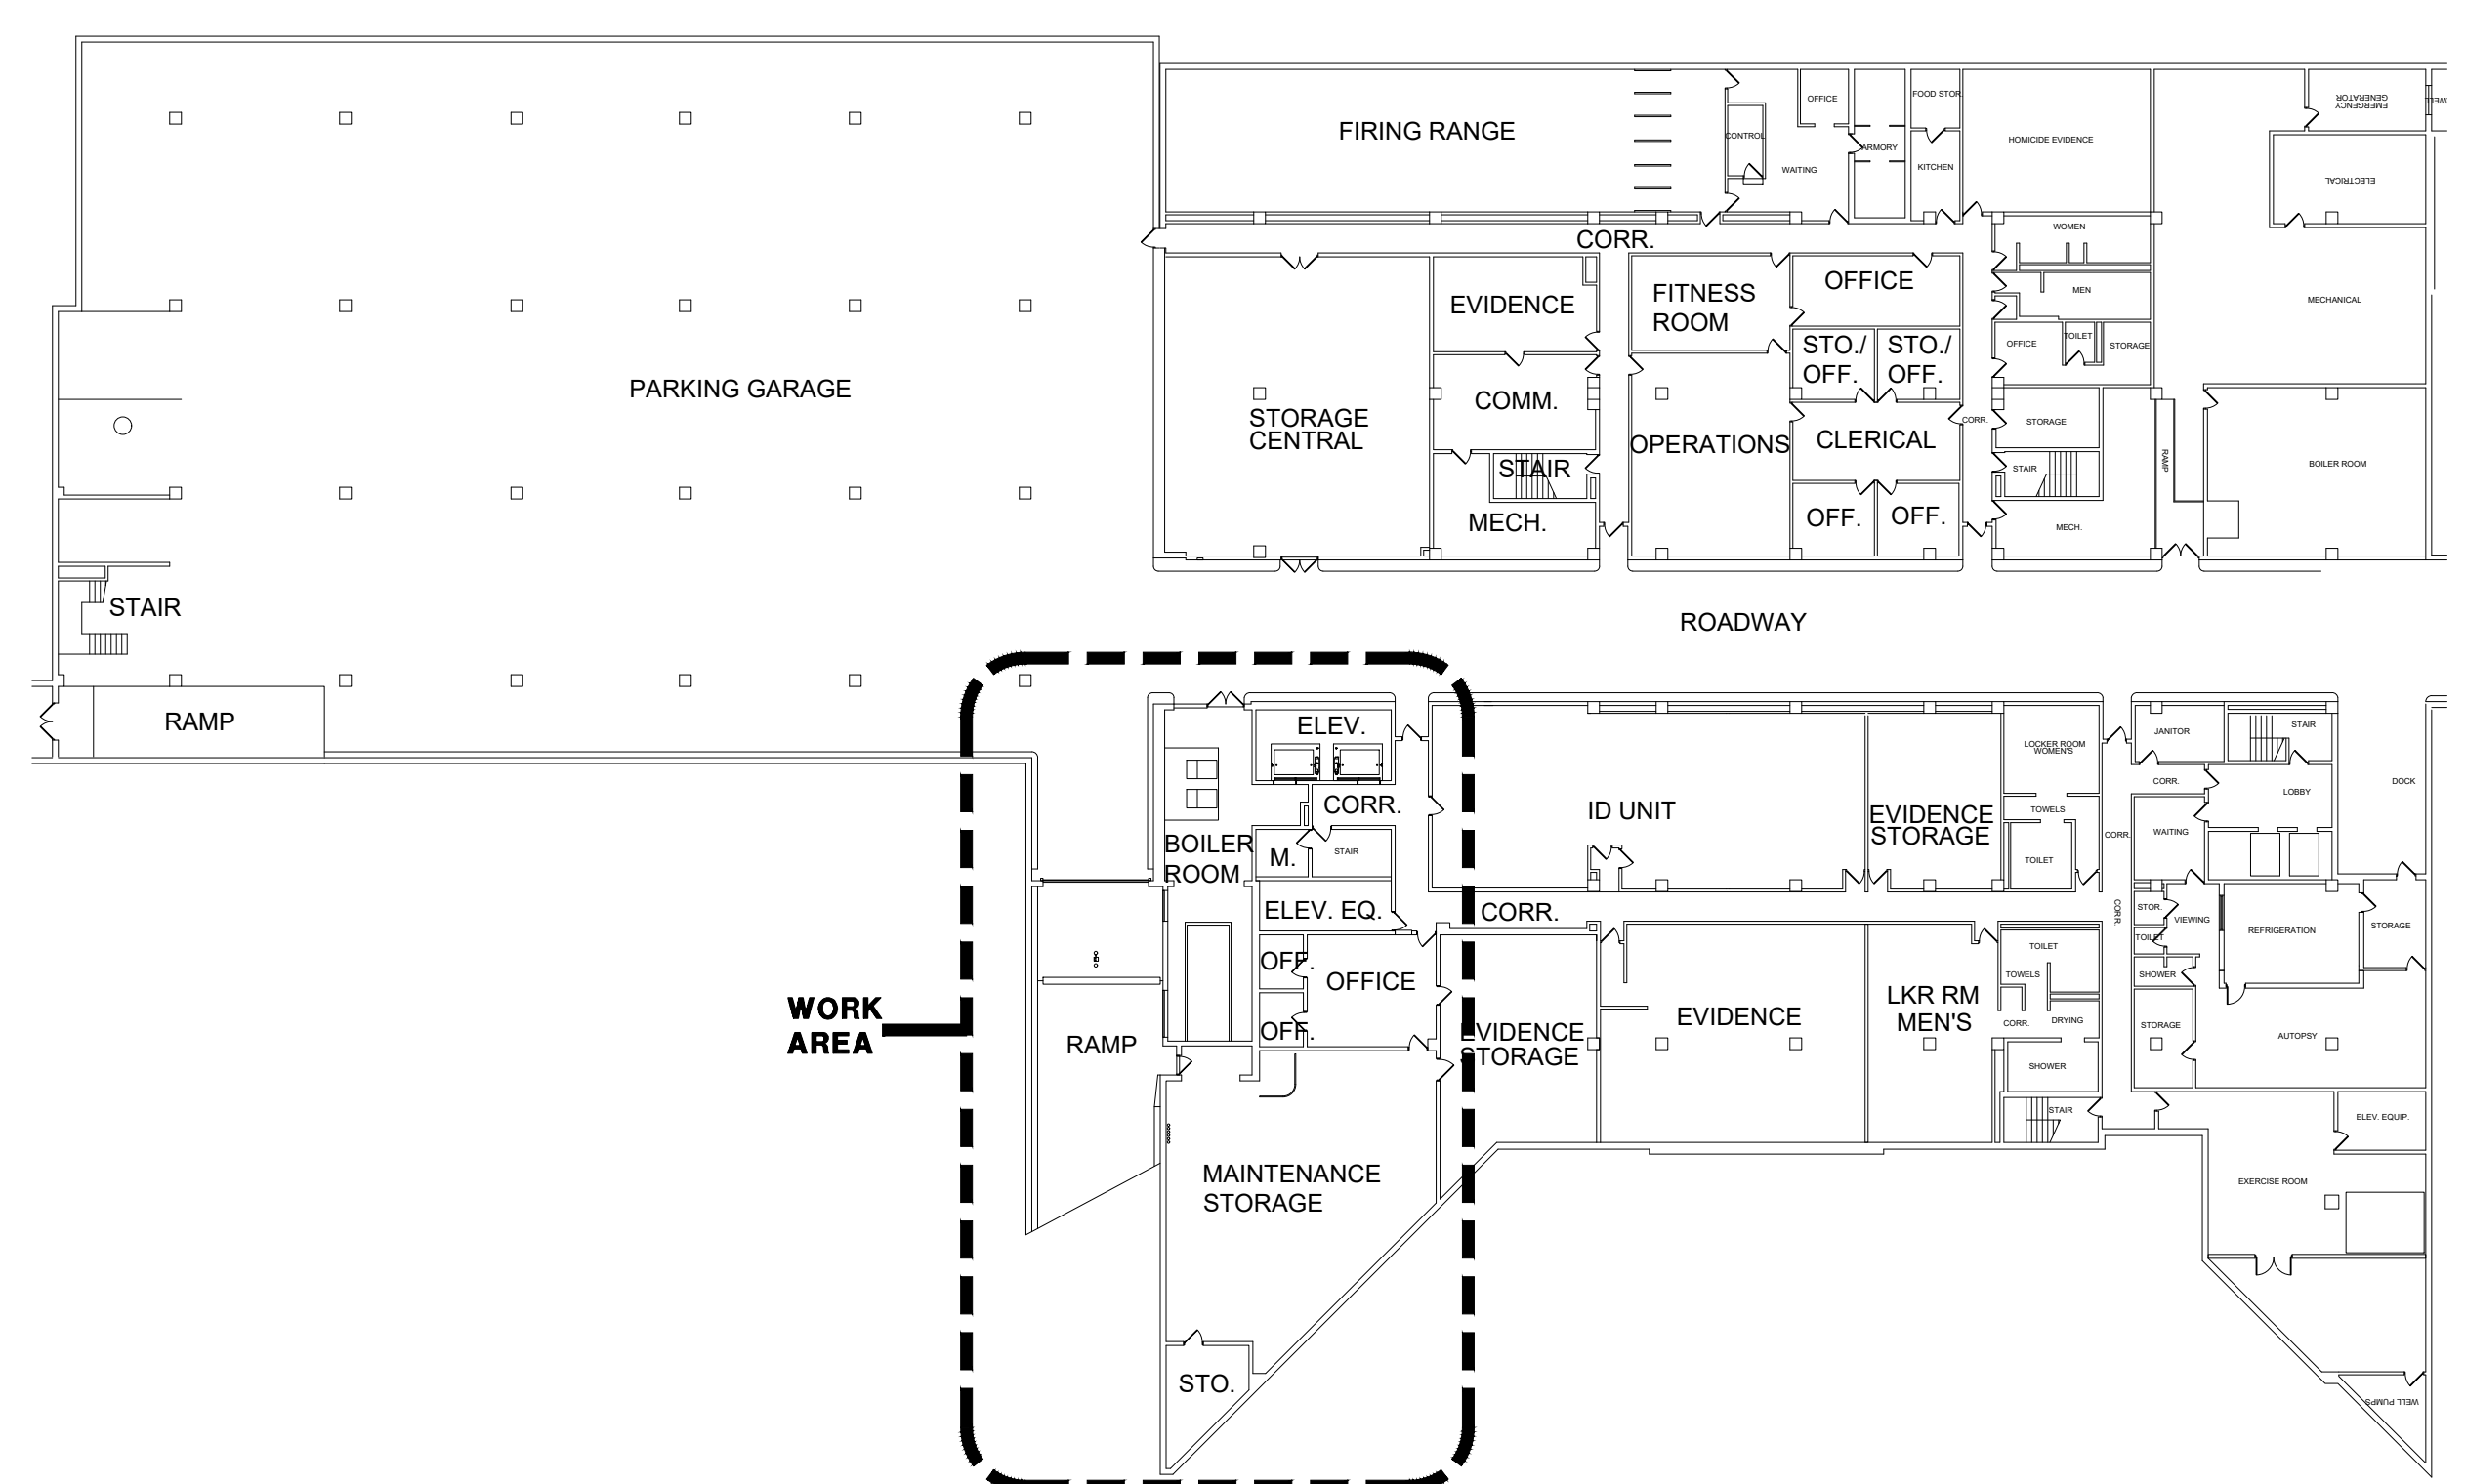 FIRING RANGE
CONTROL
OFFICE
WAITING
ARMORY
FOOD STOR.
KITCHEN
HOMICIDE EVIDENCE
EMERGENCY
GENERATOR
WELL
ELECTRICAL
CORR.
WOMEN
MEN
MECHANICAL
EVIDENCE
FITNESS
ROOM
OFFICE
STO./
OFF.
STO./
OFF.
OFFICE
TOILET
STORAGE
PARKING GARAGE
STORAGE
CENTRAL
COMM.
OPERATIONS
CLERICAL
CORR.
STORAGE
STAIR
STAIR
RAMP
BOILER ROOM
MECH.
OFF.
OFF.
MECH.
STAIR
ROADWAY
RAMP
ELEV.
CORR.
BOILER
ROOM
M.
STAIR
ELEV. EQ.
OFF.
OFFICE
OFF.
WORK
AREA
RAMP
MAINTENANCE
STORAGE
STO.
ID UNIT
EVIDENCE
STORAGE
CORR.
EVIDENCE
STORAGE
EVIDENCE
LKR RM
MEN'S
LOCKER ROOM
WOMEN'S
TOWELS
TOILET
CORR.
CORR.
TOILET
TOWELS
CORR.
DRYING
SHOWER
STAIR
JANITOR
STAIR
CORR.
LOBBY
DOCK
WAITING
STOR.
VIEWING
TOILET
SHOWER
STORAGE
REFRIGERATION
STORAGE
AUTOPSY
ELEV. EQUIP.
EXERCISE ROOM
WELL PUMPS